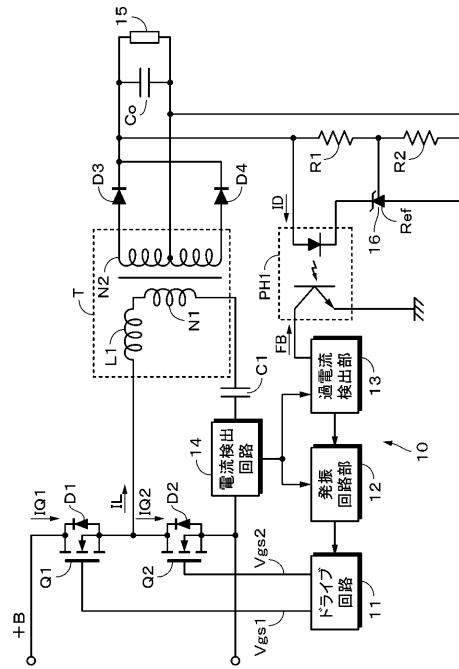 +B
IQ1
D1
Q1
IL
IQ2
D2
Q2
Vgs1
Vgs2
T
L1
N1
N2
C1
D3
D4
Co
15
14
電流検出
回路
PH1
ID
FB
R1
R2
16
Ref
過電流
検出部
13
発振
回路部
12
ドライブ
回路
11
10